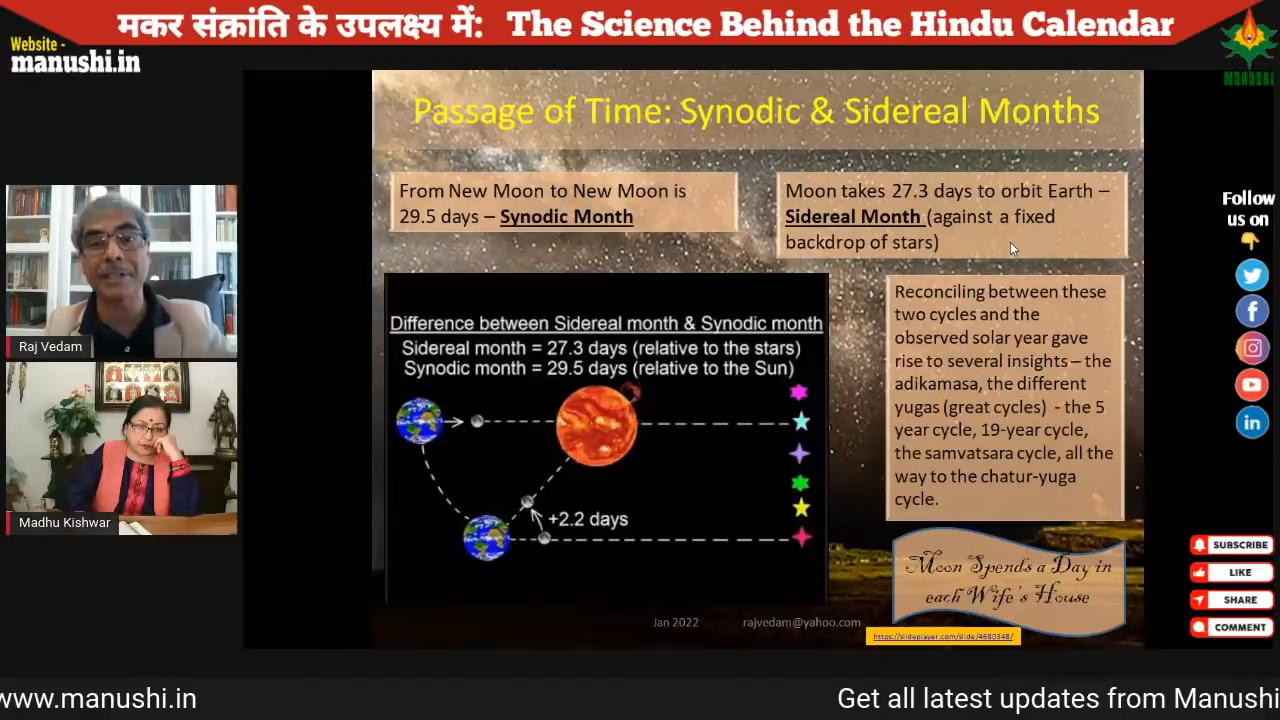 मकर संक्रांति के उपलक्ष्य में: The Science Behind the Hindu Calendar
Website -
manushi.in
MANUSHI
Passage of Time: Synodic & Sidereal Months
From New Moon to New Moon is
29.5 days – Synodic Month
Moon takes 27.3 days to orbit Earth –
Sidereal Month (against a fixed
backdrop of stars)
Raj Vedam
Madhu Kishwar
Difference between Sidereal month & Synodic month
Sidereal month = 27.3 days (relative to the stars)
Synodic month = 29.5 days (relative to the Sun)
+2.2 days
Reconciling between these
two cycles and the
observed solar year gave
rise to several insights – the
adikamasa, the different
yugas (great cycles) - the 5
year cycle, 19-year cycle,
the samvatsara cycle, all the
way to the chatur-yuga
cycle.
Moon Spends a Day in
each Wife's House
Jan 2022
rajvedam@yahoo.com
https://slideplayer.com/slide/4680348/
Follow
us on
SUBSCRIBE
LIKE
SHARE
COMMENT
www.manushi.in
Get all latest updates from Manushi